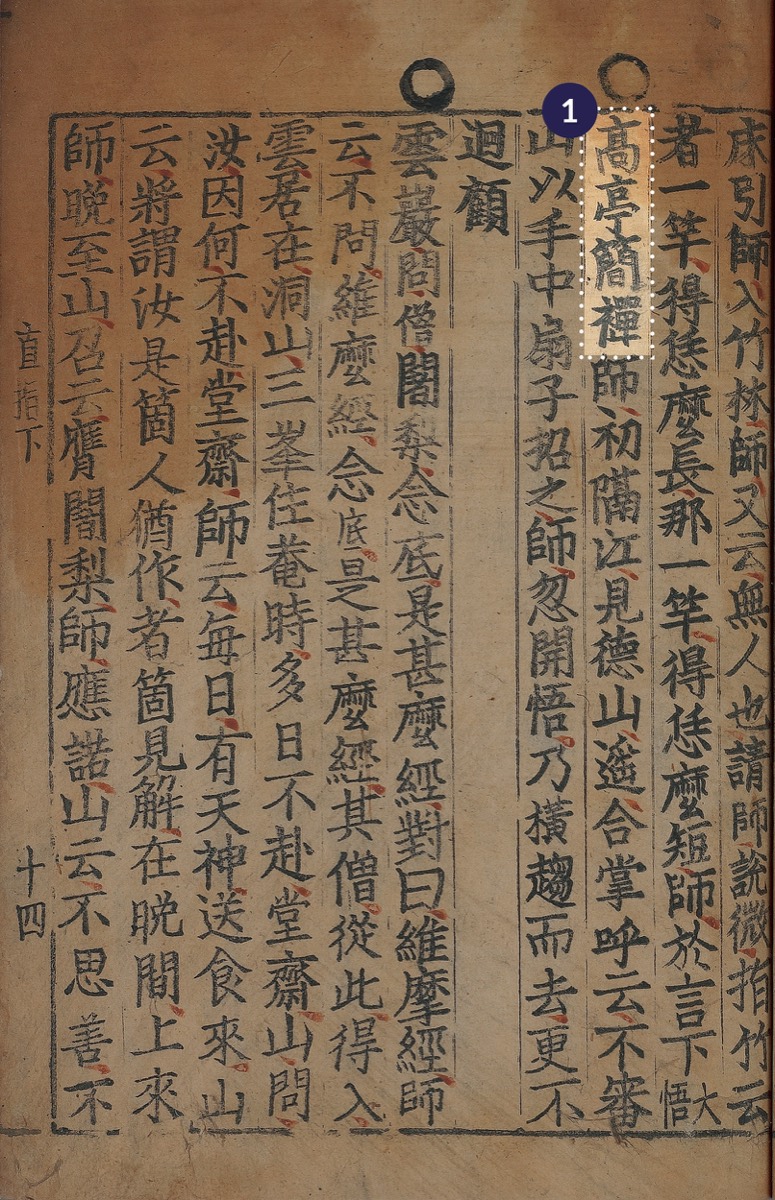 1
床引師入竹林師又云無人也請師說微指竹云
者一竿得恁麼長那一竿得恁麼短師於言下大悟
○高亭簡禪師初隔江見德山遙合掌呼云不審
山以手中扇子招之師忽開悟乃橫趨而去更不
迴顧
○雲巖問僧闍梨念底是甚麼經對曰維摩經師
云不問維麼經念底是甚麼經其僧從此得入
雲居在洞山三峯住菴時多日不赴堂齋山問
汝因何不赴堂齋師云每日有天神送食來山
云將謂汝是箇人猶作者箇見解在晩間上來
師晩至山召云膺闍梨師應諾山云不思善不
直指下 十四